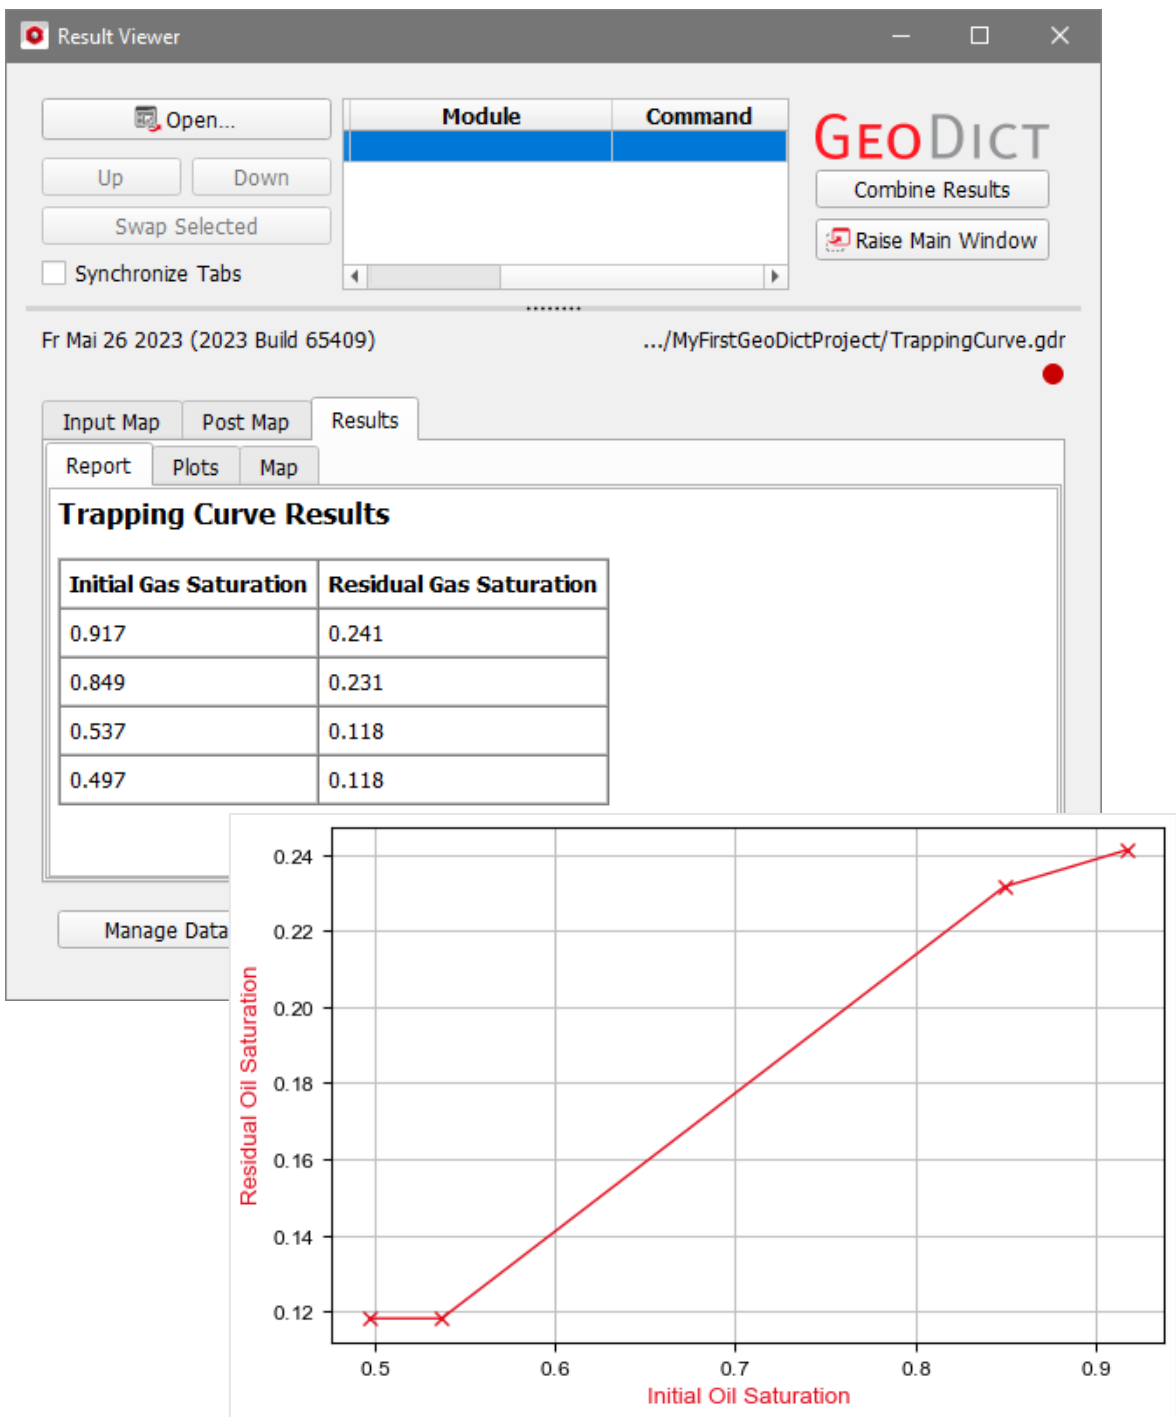 Result Viewer
Open...
Module Command
Up Down
Swap Selected
Synchronize Tabs
GEODICT
Combine Results
Raise Main Window
Fr Mai 26 2023 (2023 Build 65409)
.../MyFirstGeoDictProject/TrappingCurve.gdr
Input Map Post Map Results
Report Plots Map
Trapping Curve Results
Initial Gas Saturation Residual Gas Saturation
0.917 0.241
0.849 0.231
0.537 0.118
0.497 0.118
Manage Data
Residual Oil Saturation
0.24
0.22
0.20
0.18
0.16
0.14
0.12
0.5 0.6 0.7 0.8 0.9
Initial Oil Saturation